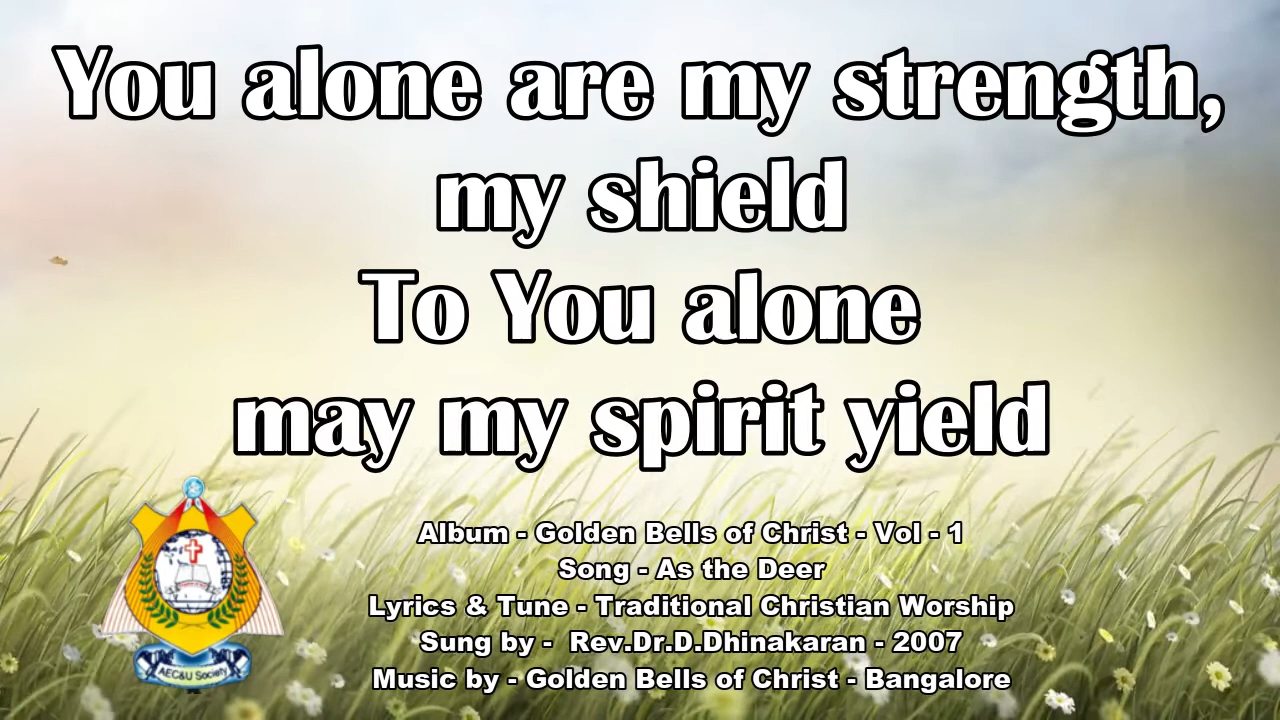 You alone are my strength,
my shield
To You alone
may my spirit yield
Album - Golden Bells of Christ - Vol - 1
Song - As the Deer
Lyrics & Tune - Traditional Christian Worship
Sung by -  Rev.Dr.D.Dhinakaran - 2007
Music by - Golden Bells of Christ - Bangalore
AEC&U Society